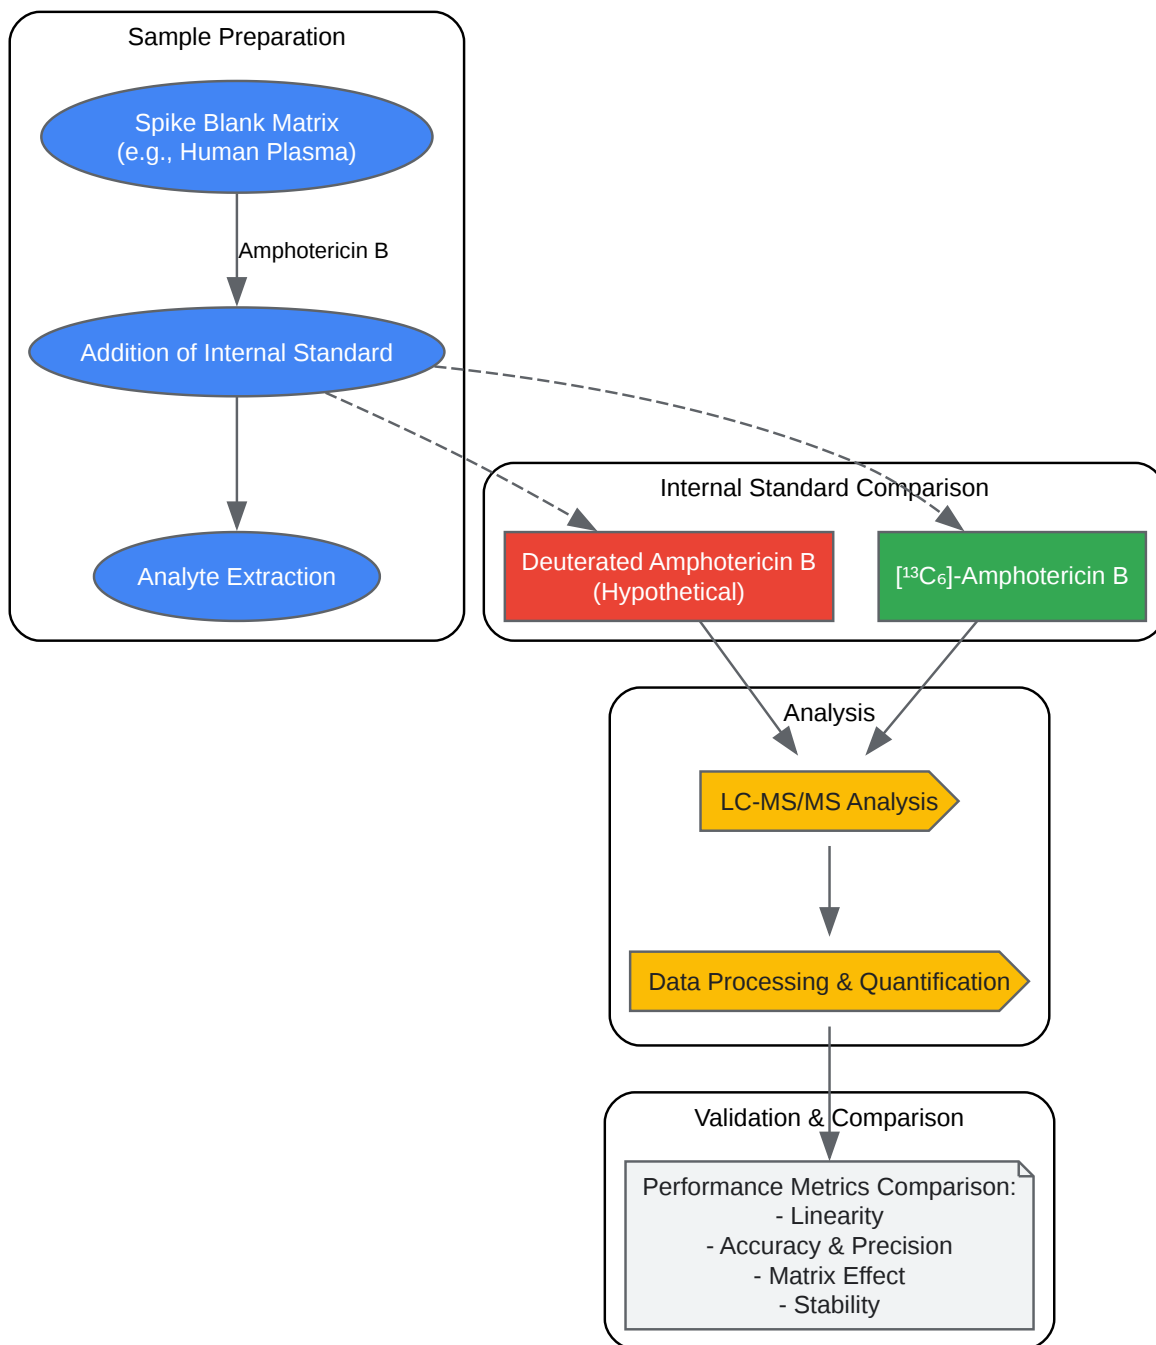 Sample Preparation
Spike Blank Matrix
(e.g., Human Plasma)
Amphotericin B
Addition of Internal Standard
Analyte Extraction
Internal Standard Comparison
Deuterated Amphotericin B
(Hypothetical)
[¹³C₆]-Amphotericin B
Analysis
LC-MS/MS Analysis
Data Processing & Quantification
Validation & Comparison
Performance Metrics Comparison:
- Linearity
- Accuracy & Precision
- Matrix Effect
- Stability